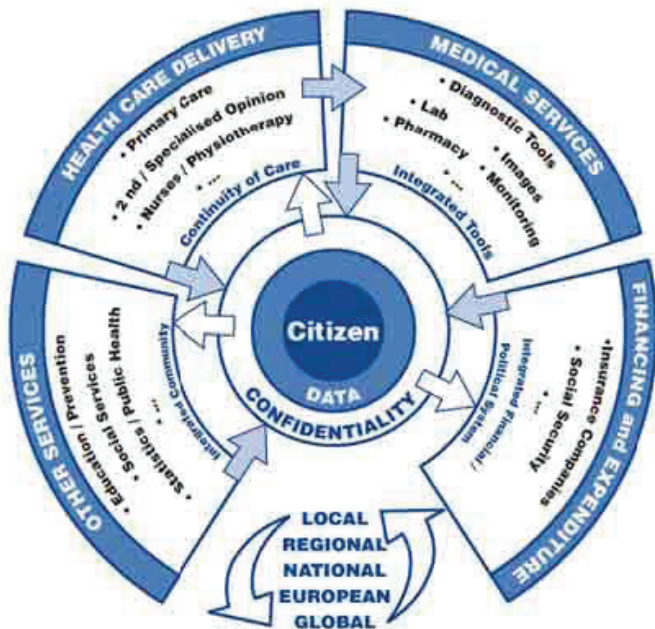 HEALTH CARE DELIVERY
• Primary Care
• 2 nd / Specialised Opinion
• Nurses / Physiotherapy
• ...
Continuity of Care
MEDICAL SERVICES
• Diagnostic Tools
• Lab
• Images
• Pharmacy
• Monitoring
• ...
Integrated Tools
FINANCING and EXPENDITURE
•Insurance Companies
• Social Security
• ...
Integrated Financial /
Political System
OTHER SERVICES
• Education / Prevention
• Social Services
• Statistics / Public Health
• ...
Integrated Community
Citizen
DATA
CONFIDENTIALITY
LOCAL
REGIONAL
NATIONAL
EUROPEAN
GLOBAL